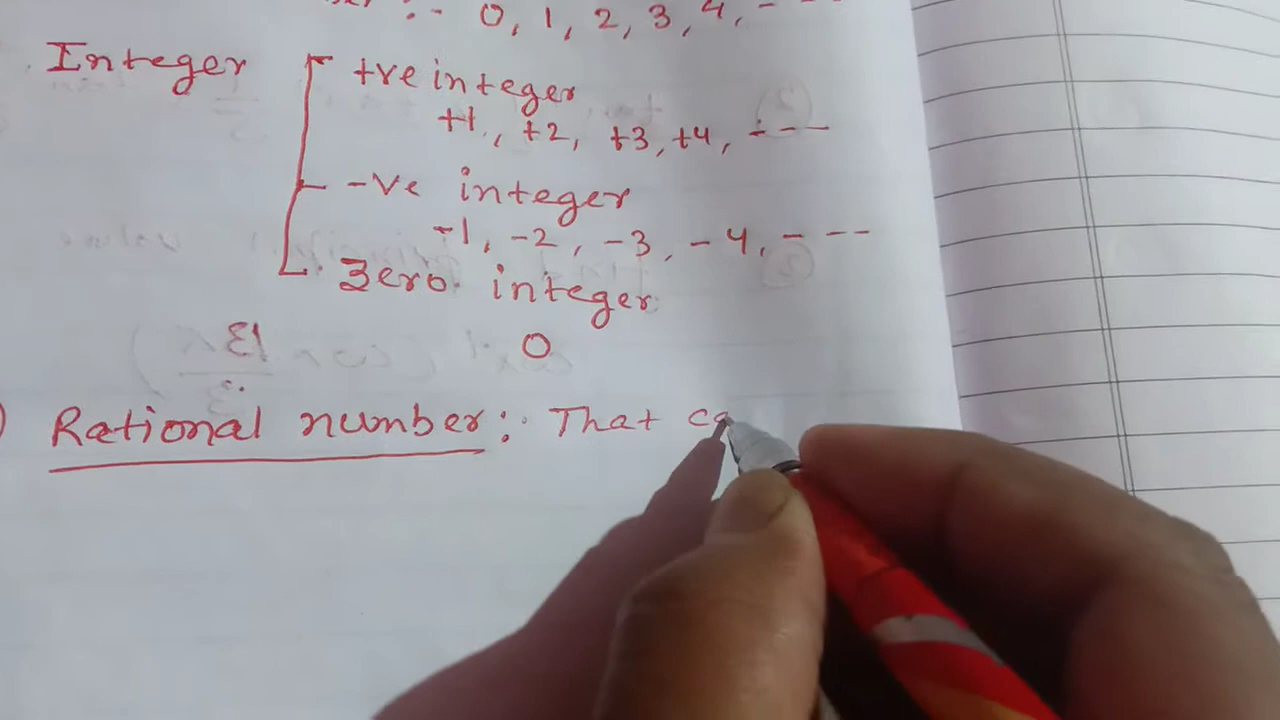 :- 0, 1, 2, 3, 4, - - -
Integer
+ve integer
+1, +2, +3, +4, - - -
-ve integer
-1, -2, -3, -4, - - -
Zero integer
0
) Rational number:. That ca